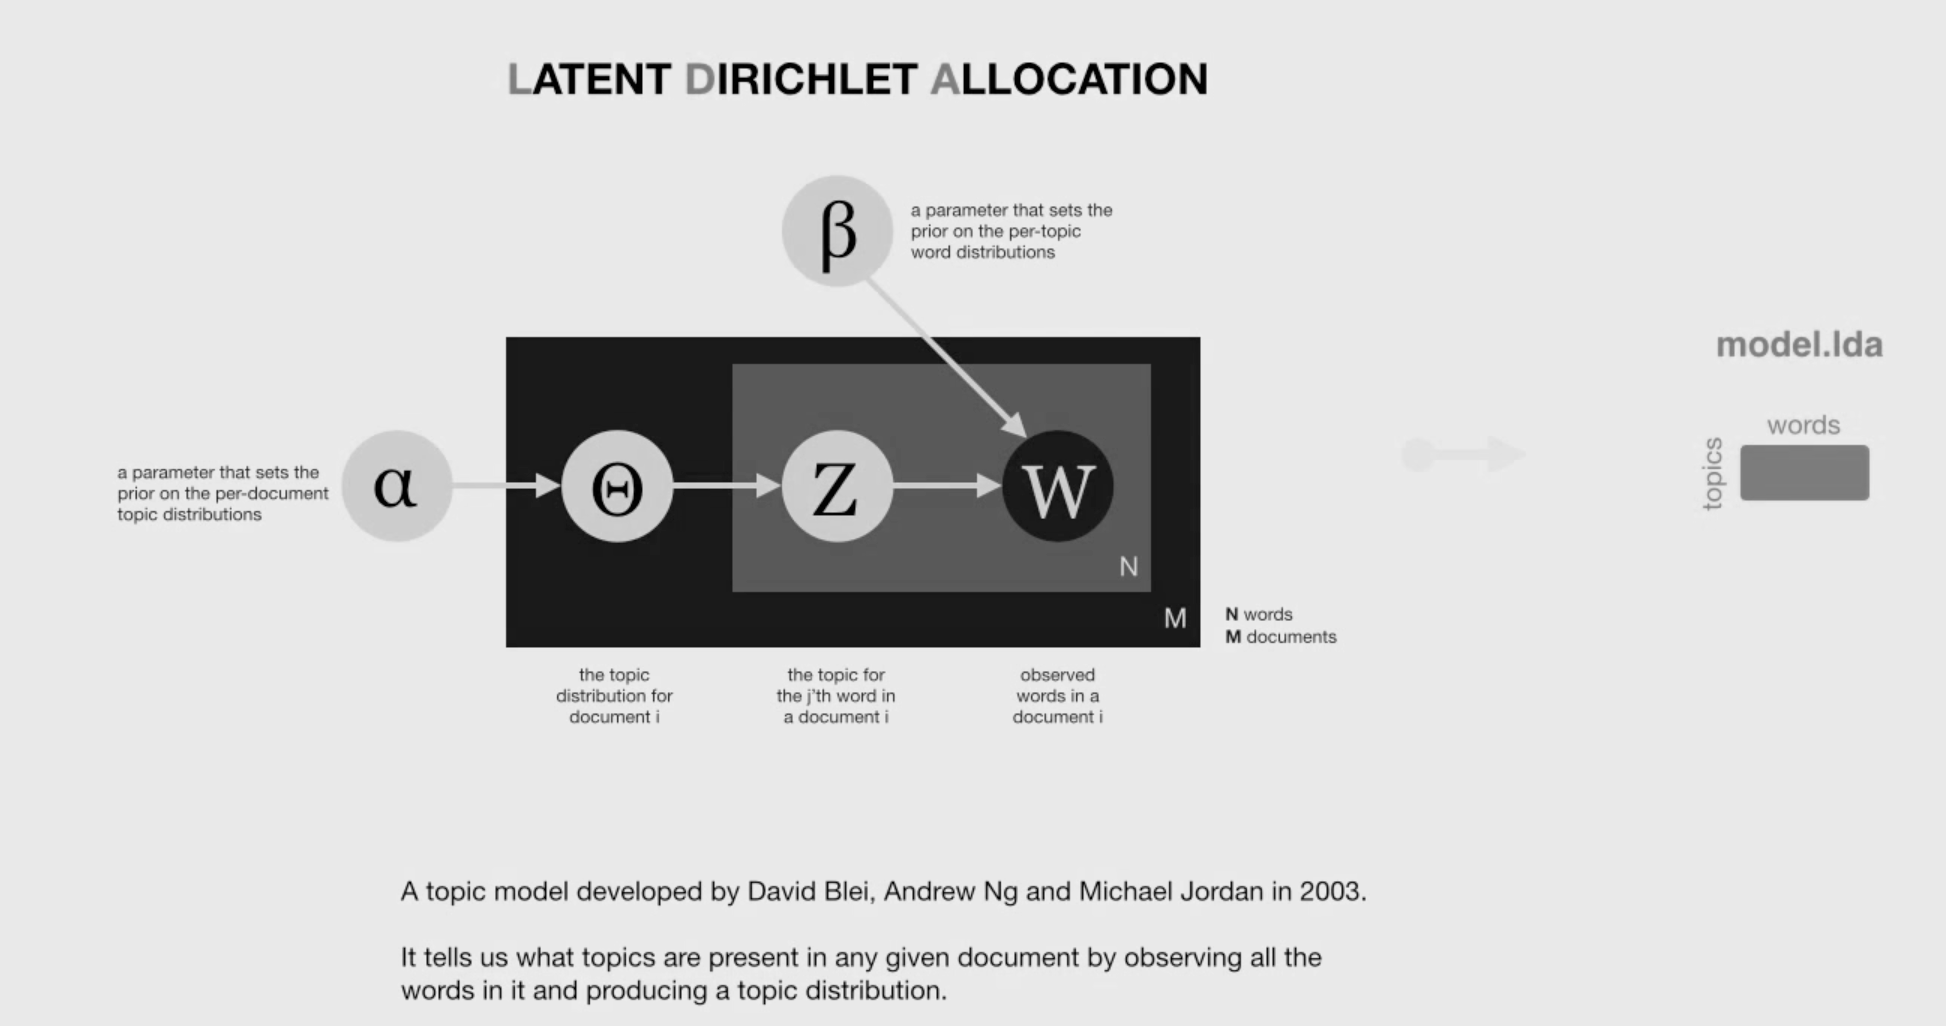 LATENT DIRICHLET ALLOCATION
β
a parameter that sets the
prior on the per-topic
word distributions
model.lda
words
topics
a parameter that sets the
prior on the per-document
topic distributions
α
Θ
Z
W
N
M
N words
M documents
the topic
distribution for
document i
the topic for
the j'th word in
a document i
observed
words in a
document i
A topic model developed by David Blei, Andrew Ng and Michael Jordan in 2003.
It tells us what topics are present in any given document by observing all the
words in it and producing a topic distribution.